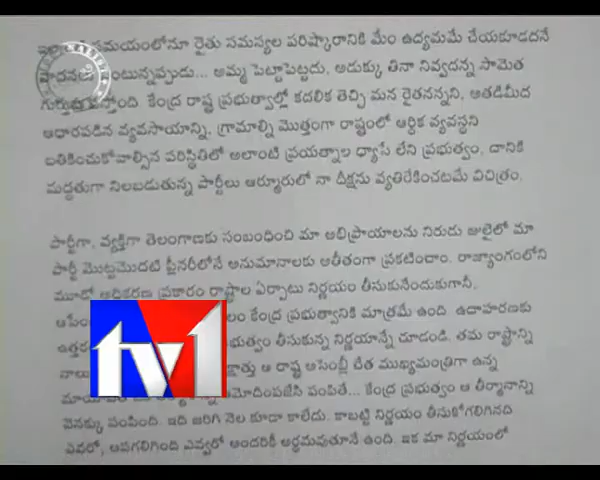 సమయంలోనూ రైతు సమస్యల పరిష్కారానికి మేం ఉద్యమమే చేయకూడదనే
వింటున్నప్పుడు... అమ్మ పెట్టాపెట్టదు, అడుక్కు తినా నివ్వదన్న సామెత
గుర్తుకు వస్తోంది. కేంద్ర రాష్ట్ర ప్రభుత్వాల్లో కదలిక తెచ్చి మన రైతన్నని, అతడిమీద
ఆధారపడిన వ్యవసాయాన్ని, గ్రామాల్ని మొత్తంగా రాష్ట్రంలో ఆర్థిక వ్యవస్థని
బతికించుకోవాల్సిన పరిస్థితిలో అలాంటి ప్రయత్నాల ధ్యాసే లేని ప్రభుత్వం, దానికి
మద్దతుగా నిలబడుతున్న పార్టీలు ఆర్మూరులో నా దీక్షను వ్యతిరేకించటమే విచిత్రం.
పార్టీగా, వ్యక్తిగా తెలంగాణకు సంబంధించి మా అభిప్రాయాలను నిరుడు జులైలో మా
పార్టీ మొట్టమొదటి ప్లీనరీలోనే అనుమానాలకు అతీతంగా ప్రకటించాం. రాజ్యాంగంలోని
మూడో అధికరణ ప్రకారం రాష్ట్రాల ఏర్పాటు నిర్ణయం తీసుకునేందుకుగానీ,
కేంద్ర ప్రభుత్వానికి మాత్రమే ఉంది. ఉదాహరణకు
తీసుకున్న నిర్ణయాన్నే చూడండి. తమ రాష్ట్రాన్ని
ఆ రాష్ట్ర అసెంబ్లీ చేత ముఖ్యమంత్రిగా ఉన్న
పంపితే... కేంద్ర ప్రభుత్వం ఆ తీర్మానాన్ని
వెనక్కు పంపింది. ఇది జరిగి నెల కూడా కాలేదు. కాబట్టి నిర్ణయం తీసుకోగలిగినది
ఎవరో, ఆపగలిగింది ఎవ్వరో అందరికీ అర్థమవుతూనే ఉంది. ఇక మా నిర్ణయంలో
tv1